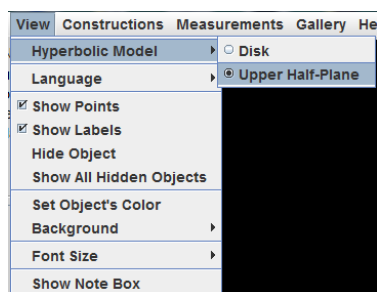 View Constructions Measurements Gallery He
Hyperbolic Model
Disk
Language
Upper Half-Plane
Show Points
Show Labels
Hide Object
Show All Hidden Objects
Set Object's Color
Background
Font Size
Show Note Box